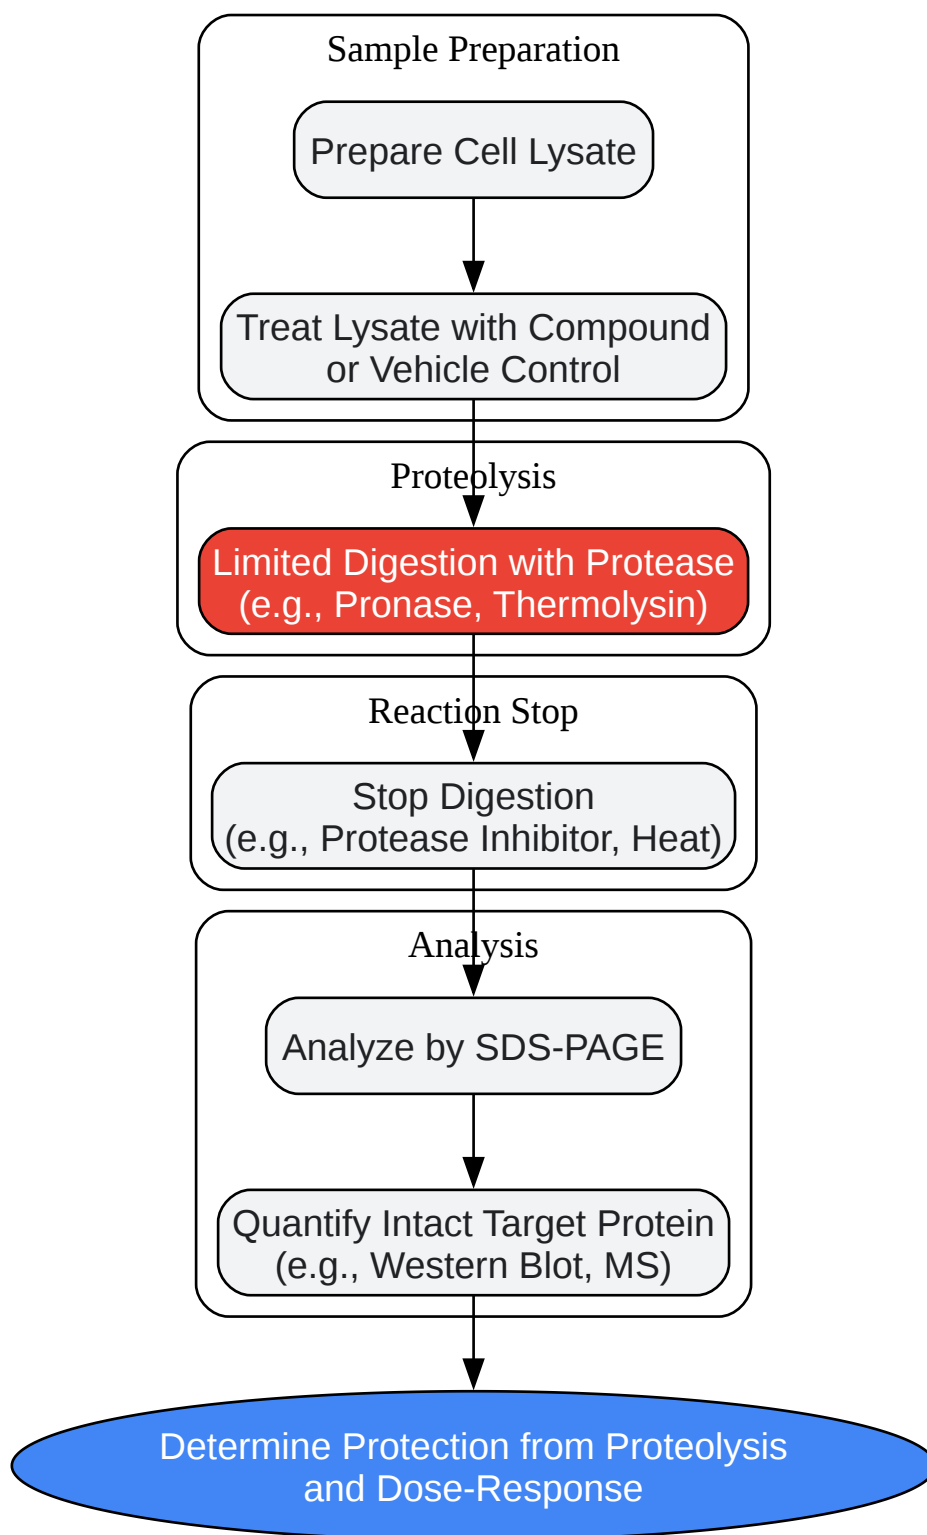 Sample Preparation
Prepare Cell Lysate
Treat Lysate with Compound
or Vehicle Control
Proteolysis
Limited Digestion with Protease
(e.g., Pronase, Thermolysin)
Reaction Stop
Stop Digestion
(e.g., Protease Inhibitor, Heat)
Analysis
Analyze by SDS-PAGE
Quantify Intact Target Protein
(e.g., Western Blot, MS)
Determine Protection from Proteolysis
and Dose-Response